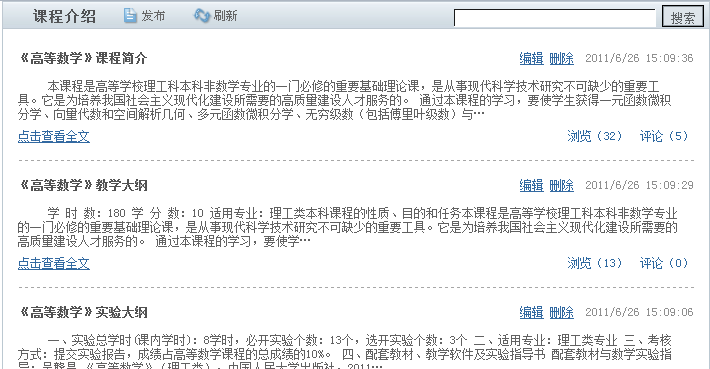 课程介绍 发布 刷新 搜索
《高等数学》课程简介 编辑 删除 2011/6/26 15:09:36
本课程是高等学校理工科本科非数学专业的一门必修的重要基础理论课，是从事现代科学技术研究不可缺少的重要工
具。它是为培养我国社会主义现代化建设所需要的高质量建设人才服务的。 通过本课程的学习，要使学生获得一元函数微积
分学、向量代数和空间解析几何、多元函数微积分学、无穷级数（包括傅里叶级数）与…
点击查看全文 浏览（32） 评论（5）
《高等数学》教学大纲 编辑 删除 2011/6/26 15:09:29
学 时 数：180 学 分 数：10 适用专业：理工类本科课程的性质、目的和任务本课程是高等学校理工科本科非数学专业
的一门必修的重要基础理论课，是从事现代科学技术研究不可缺少的重要工具。它是为培养我国社会主义现代化建设所需要的
高质量建设人才服务的。 通过本课程的学习，要使学…
点击查看全文 浏览（13） 评论（0）
《高等数学》实验大纲 编辑 删除 2011/6/26 15:09:06
一、实验总学时(课内学时)：8学时，必开实验个数：13个，选开实验个数：3个 二、适用专业：理工类专业 三、考核
方式：提交实验报告，成绩占高等数学课程的总成绩的10%。 四、配套教材、教学软件及实验指导书 配套教材与数学实验指
导：吴赣昌，《高等数学》（理工类），中国人民大学出版社，2011…